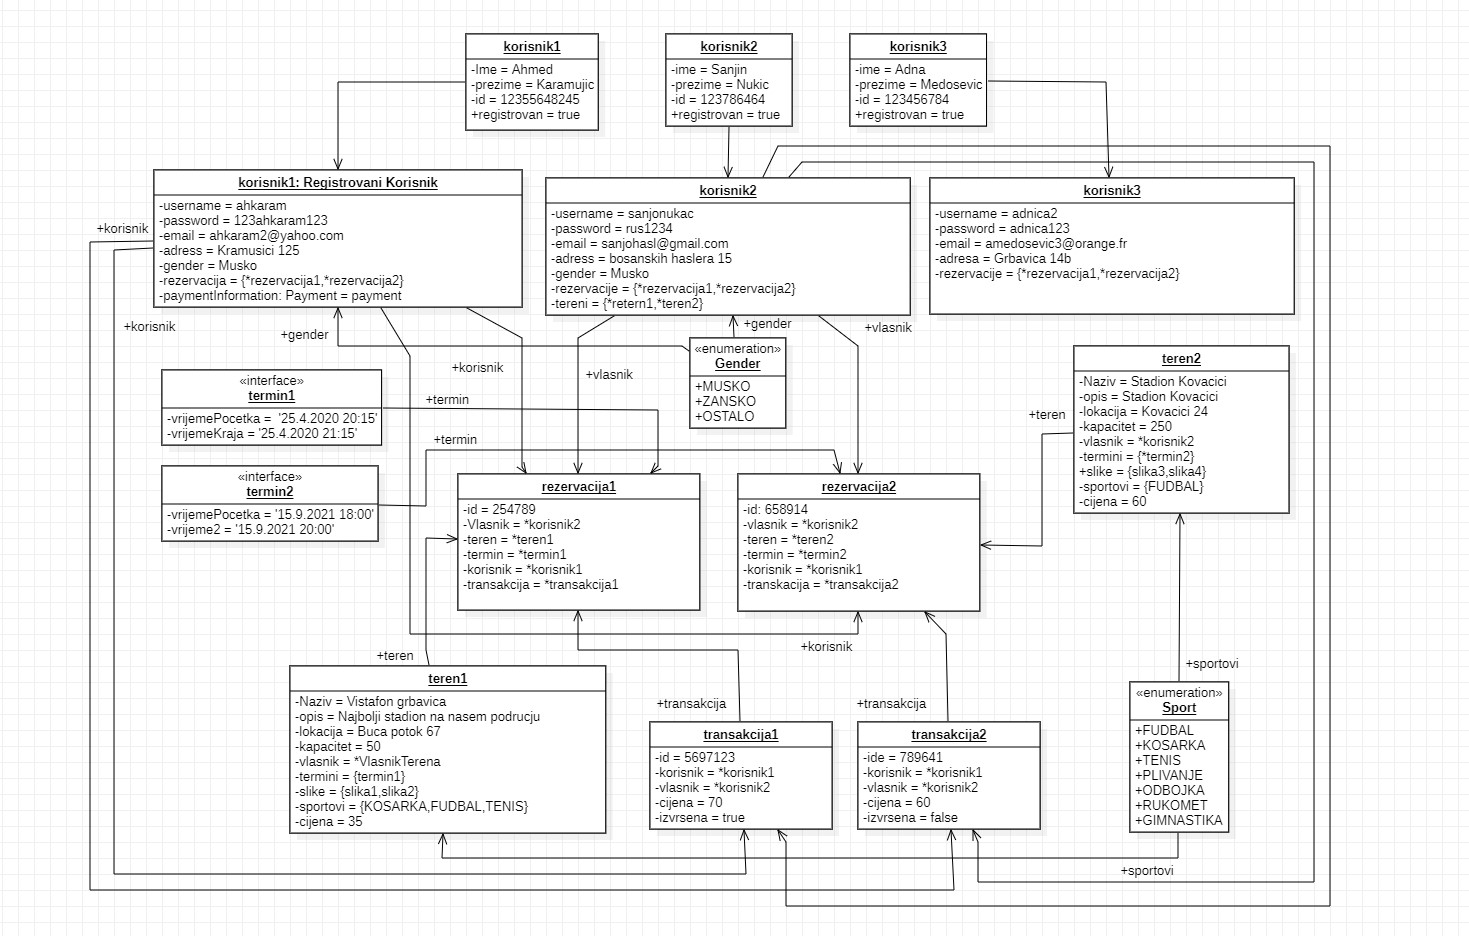 korisnik1
-Ime = Ahmed
-prezime = Karamujic
-id = 12355648245
+registrovan = true
korisnik2
-ime = Sanjin
-prezime = Nukic
-id = 123786464
+registrovan = true
korisnik3
-ime = Adna
-prezime = Medosevic
-id = 123456784
+registrovan = true
korisnik1: Registrovani Korisnik
-username = ahkaram
-password = 123ahkaram123
-email = ahkaram2@yahoo.com
-adress = Kramusici 125
-gender = Musko
-rezervacija = {*rezervacija1,*rezervacija2}
-paymentInformation: Payment = payment
korisnik2
-username = sanjonukac
-password = rus1234
-email = sanjohasl@gmail.com
-adress = bosanskih haslera 15
-gender = Musko
-rezervacije = {*rezervacija1,*rezervacija2}
-tereni = {*retern1,*teren2}
korisnik3
-username = adnica2
-password = adnica123
-email = amedosevic3@orange.fr
-adresa = Grbavica 14b
-rezervacije = {*rezervacija1,*rezervacija2}
+korisnik
+korisnik
+gender
+korisnik
+vlasnik
+gender
+vlasnik
«enumeration»
Gender
+MUSKO
+ZANSKO
+OSTALO
«interface»
termin1
-vrijemePocetka =  '25.4.2020 20:15'
-vrijemeKraja = '25.4.2020 21:15'
+termin
+termin
«interface»
termin2
-vrijemePocetka = '15.9.2021 18:00'
-vrijeme2 = '15.9.2021 20:00'
teren2
-Naziv = Stadion Kovacici
-opis = Stadion Kovacici
-lokacija = Kovacici 24
-kapacitet = 250
-vlasnik = *korisnik2
-termini = {*termin2}
+slike = {slika3,slika4}
-sportovi = {FUDBAL}
-cijena = 60
+teren
rezervacija1
-id = 254789
-Vlasnik = *korisnik2
-teren = *teren1
-termin = *termin1
-korisnik = *korisnik1
-transakcija = *transakcija1
rezervacija2
-id: 658914
-vlasnik = *korisnik2
-teren = *teren2
-termin = *termin2
-korisnik = *korisnik1
-transkacija = *transakcija2
+teren
+korisnik
+sportovi
teren1
-Naziv = Vistafon grbavica
-opis = Najbolji stadion na nasem podrucju
-lokacija = Buca potok 67
-kapacitet = 50
-vlasnik = *VlasnikTerena
-termini = {termin1}
-slike = {slika1,slika2}
-sportovi = {KOSARKA,FUDBAL,TENIS}
-cijena = 35
+transakcija
+transakcija
transakcija1
-id = 5697123
-korisnik = *korisnik1
-vlasnik = *korisnik2
-cijena = 70
-izvrsena = true
transakcija2
-ide = 789641
-korisnik = *korisnik1
-vlasnik = *korisnik2
-cijena = 60
-izvrsena = false
«enumeration»
Sport
+FUDBAL
+KOSARKA
+TENIS
+PLIVANJE
+ODBOJKA
+RUKOMET
+GIMNASTIKA
+sportovi